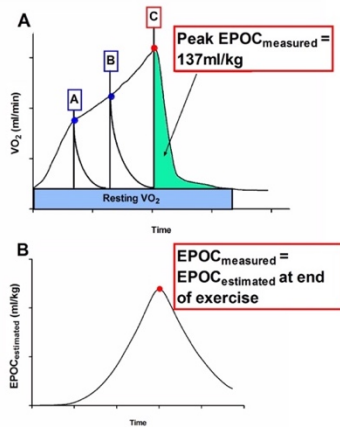 A
C
Peak EPOCmeasured =
137ml/kg
B
A
VO2 (ml/min)
Resting VO2
Time
B
EPOCmeasured =
EPOCestimated at end
of exercise
EPOCestimated (ml/kg)
Time